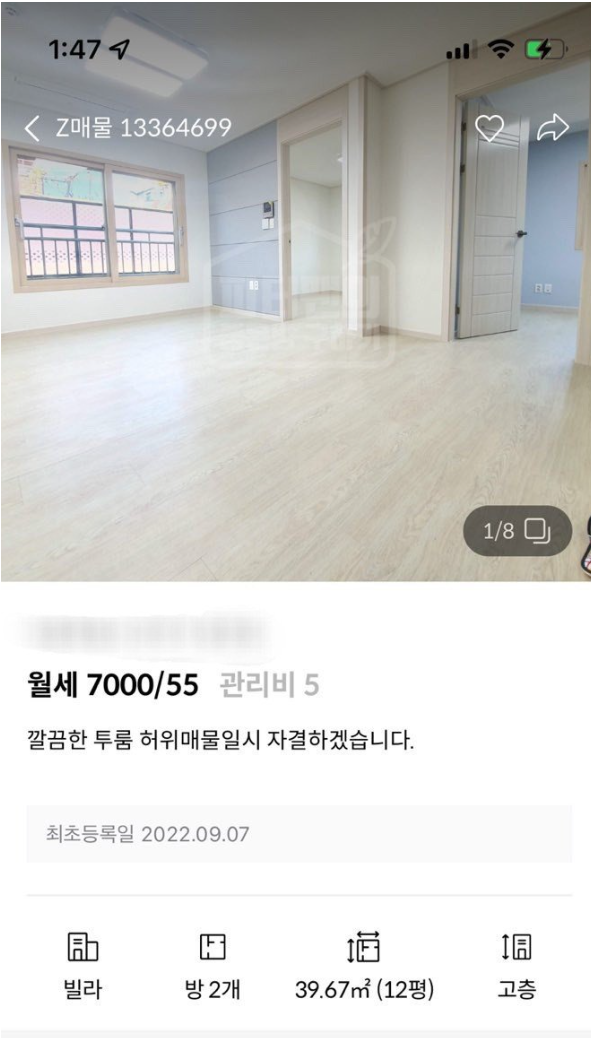 1:47
Z매물 13364699
1/8
월세 7000/55 관리비 5
깔끔한 투룸 허위매물일시 자결하겠습니다.
최초등록일 2022.09.07
빌라
방 2개
39.67㎡ (12평)
고층